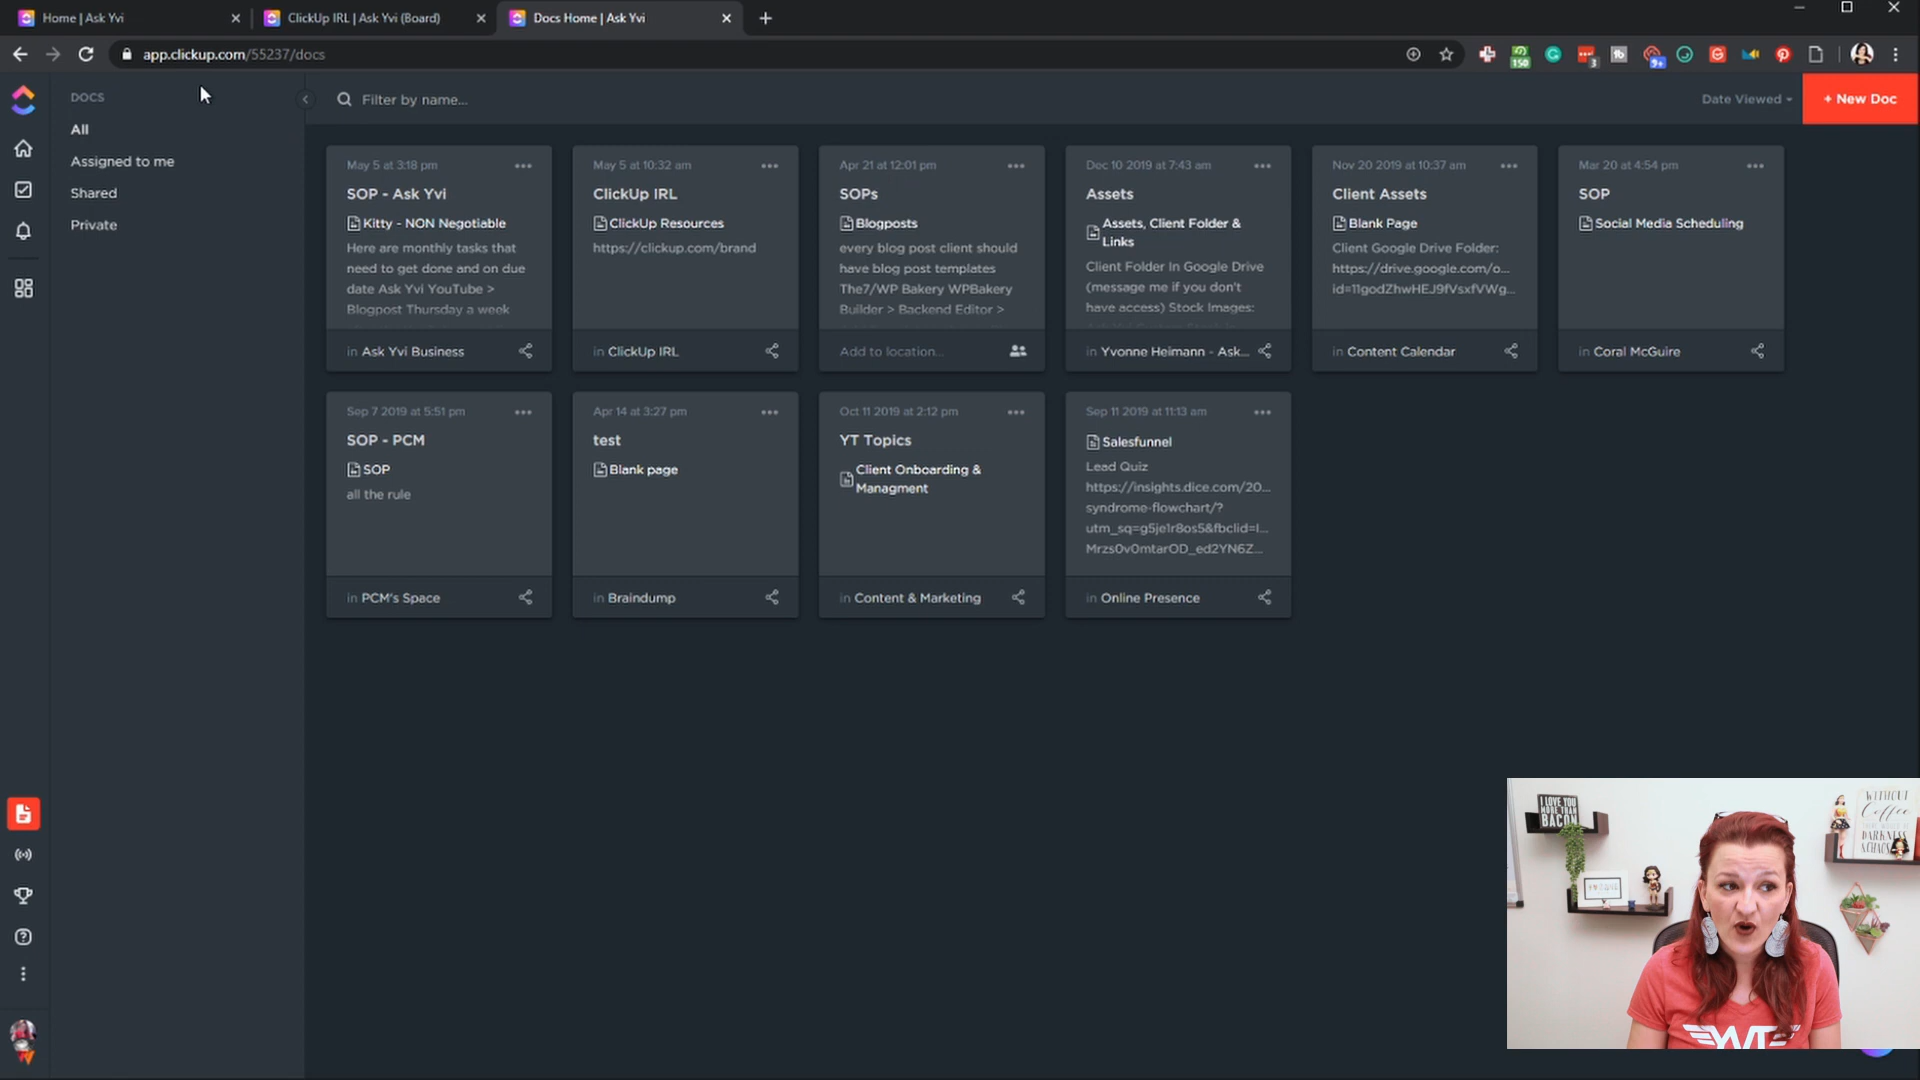 Home | Ask Yvi
ClickUp IRL | Ask Yvi (Board)
Docs Home | Ask Yvi
app.clickup.com/55237/docs
150
3
9+
DOCS
All
Assigned to me
Shared
Private
Filter by name...
Date Viewed
+ New Doc
May 5 at 3:18 pm
SOP - Ask Yvi
Kitty - NON Negotiable
Here are monthly tasks that
need to get done and on due
date Ask Yvi YouTube >
Blogpost Thursday a week
in Ask Yvi Business
May 5 at 10:32 am
ClickUp IRL
ClickUp Resources
https://clickup.com/brand
in ClickUp IRL
Apr 21 at 12:01 pm
SOPs
Blogposts
every blog post client should
have blog post templates
The7/WP Bakery WPBakery
Builder > Backend Editor >
Add to location...
Dec 10 2019 at 7:43 am
Assets
Assets, Client Folder &
Links
Client Folder In Google Drive
(message me if you don't
have access) Stock Images:
in Yvonne Heimann - Ask...
Nov 20 2019 at 10:37 am
Client Assets
Blank Page
Client Google Drive Folder:
https://drive.google.com/o...
id=11godZhwHEJ9fVsxfVWg...
in Content Calendar
Mar 20 at 4:54 pm
SOP
Social Media Scheduling
in Coral McGuire
Sep 7 2019 at 5:51 pm
SOP - PCM
SOP
all the rule
in PCM's Space
Apr 14 at 3:27 pm
test
Blank page
in Braindump
Oct 11 2019 at 2:12 pm
YT Topics
Client Onboarding &
Managment
in Content & Marketing
Sep 11 2019 at 11:13 am
Salesfunnel
Lead Quiz
https://insights.dice.com/20...
syndrome-flowchart/?
utm_sq=g5je1r8os5&fbclid=I...
Mrzs0v0mtarOD_ed2YN6Z...
in Online Presence
I LOVE YOU
MORE THAN
BACON
WITHOUT
Coffee
DARKNESS
& CHAOS